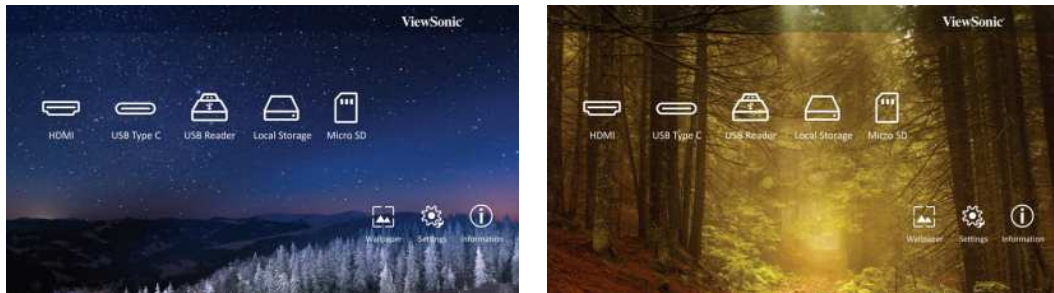 ViewSonic
HDMI
USB Type C
USB Reader
Local Storage
Micro SD
Wallpaper
Settings
Information
ViewSonic
HDMI
USB Type C
USB Reader
Local Storage
Micro SD
Wallpaper
Settings
Information